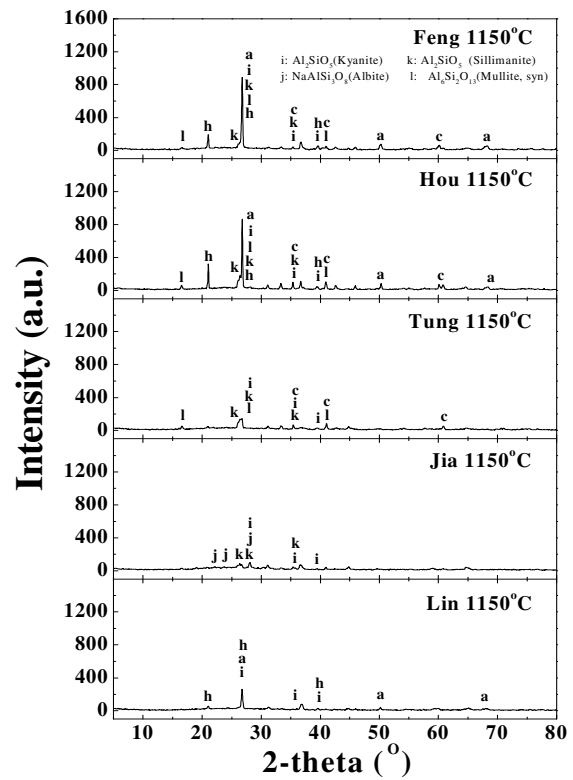 Intensity (a.u.)
1600
1200
800
400
0
Feng 1150°C
i: Al2SiO5(Kyanite) k: Al2SiO5 (Sillimanite)
j: NaAlSi3O8(Albite) l: Al6Si2O13(Mullite, syn)
l
h
k
a
i
k
l
h
c
k
i
h
i
c
l
a
c
a
1200
800
400
0
Hou 1150°C
l
h
k
a
i
l
k
h
c
k
i
h
i
c
l
a
c
a
1200
800
400
0
Tung 1150°C
l
k
i
k
l
c
i
k
i
c
l
c
1200
800
400
0
Jia 1150°C
j
j
k
i
j
k
k
i
i
1200
800
400
0
Lin 1150°C
h
h
a
i
i
h
i
a
a
10 20 30 40 50 60 70 80
2-theta (O)